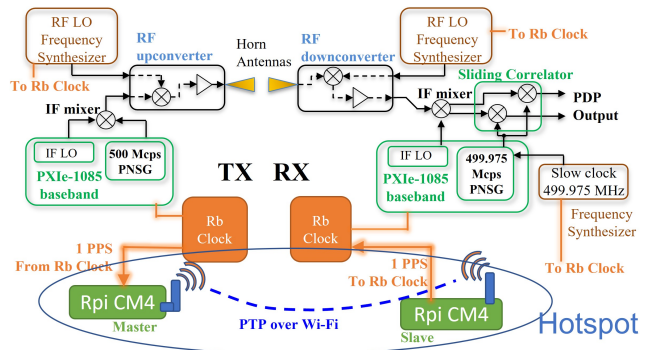 RF LO
Frequency
Synthesizer
To Rb Clock
RF
upconverter
Horn
Antennas
RF
downconverter
RF LO
Frequency
Synthesizer
To Rb Clock
Sliding Correlator
IF mixer
IF mixer
PDP
Output
IF LO
500 Mcps
PNSG
PXIe-1085
baseband
TX RX
IF LO
499.975
Mcps
PNSG
PXIe-1085
baseband
Slow clock
499.975 MHz
Frequency
Synthesizer
To Rb Clock
Rb
Clock
Rb
Clock
1 PPS
From Rb Clock
1 PPS
To Rb Clock
Rpi CM4
Master
PTP over Wi-Fi
Rpi CM4
Slave
Hotspot